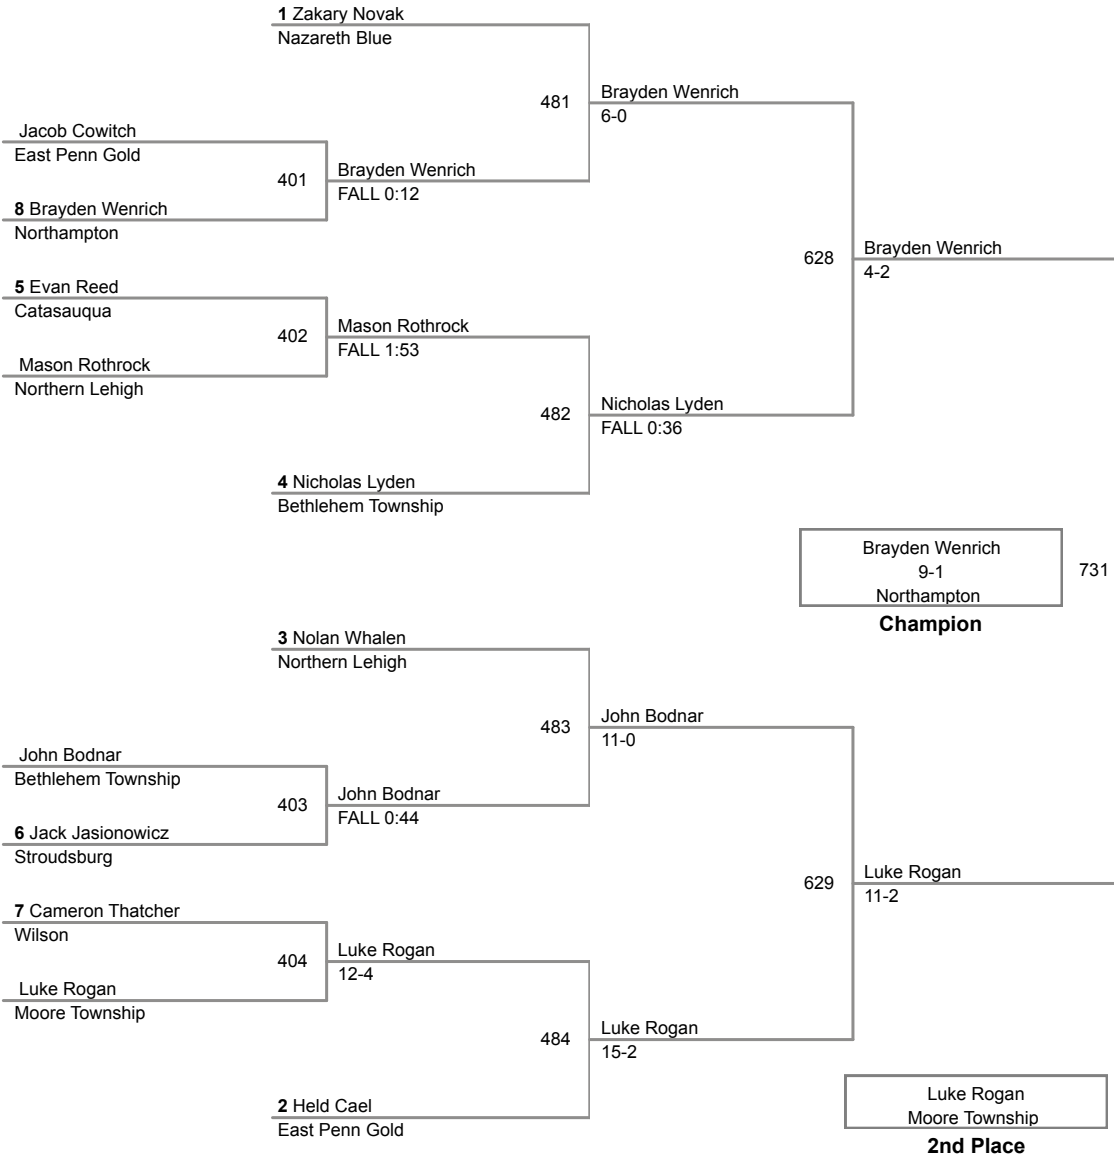 1 Zakary Novak
Nazareth Blue
481
Brayden Wenrich
6-0
Jacob Cowitch
East Penn Gold
401
Brayden Wenrich
FALL 0:12
8 Brayden Wenrich
Northampton
628
Brayden Wenrich
4-2
5 Evan Reed
Catasauqua
402
Mason Rothrock
FALL 1:53
Mason Rothrock
Northern Lehigh
482
Nicholas Lyden
FALL 0:36
4 Nicholas Lyden
Bethlehem Township
Brayden Wenrich
9-1
Northampton
731
Champion
3 Nolan Whalen
Northern Lehigh
483
John Bodnar
11-0
John Bodnar
Bethlehem Township
403
John Bodnar
FALL 0:44
6 Jack Jasionowicz
Stroudsburg
629
Luke Rogan
11-2
7 Cameron Thatcher
Wilson
404
Luke Rogan
12-4
Luke Rogan
Moore Township
484
Luke Rogan
15-2
2 Held Cael
East Penn Gold
Luke Rogan
Moore Township
2nd Place